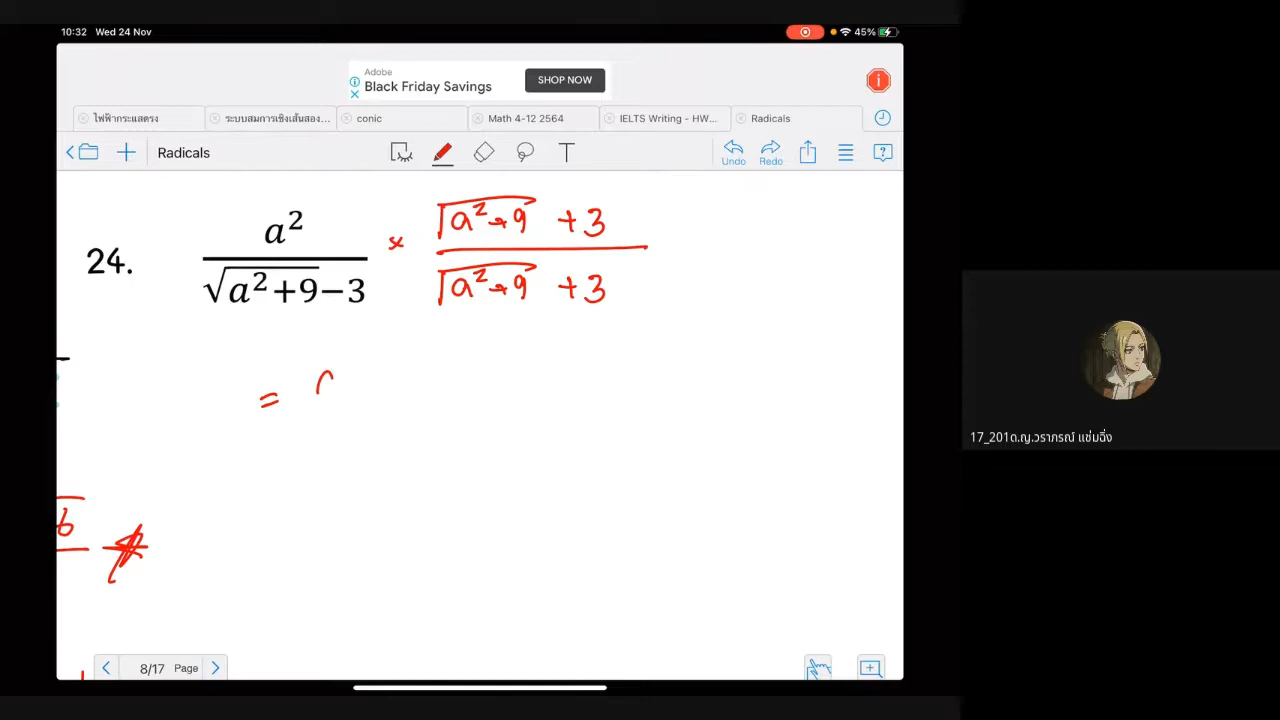 10:32 Wed 24 Nov
45%
Adobe
Black Friday Savings
SHOP NOW
ไฟฟ้ากระแสตรง
ระบบสมการเชิงเส้นสอง...
conic
Math 4-12 2564
IELTS Writing - HW...
Radicals
Radicals
T
Undo
Redo
24.
a²
√a²+9−3
×
√a²+9 +3
√a²+9 +3
=
6
17_201ด.ญ.วราภรณ์ แช่มฉิ่ง
8/17 Page